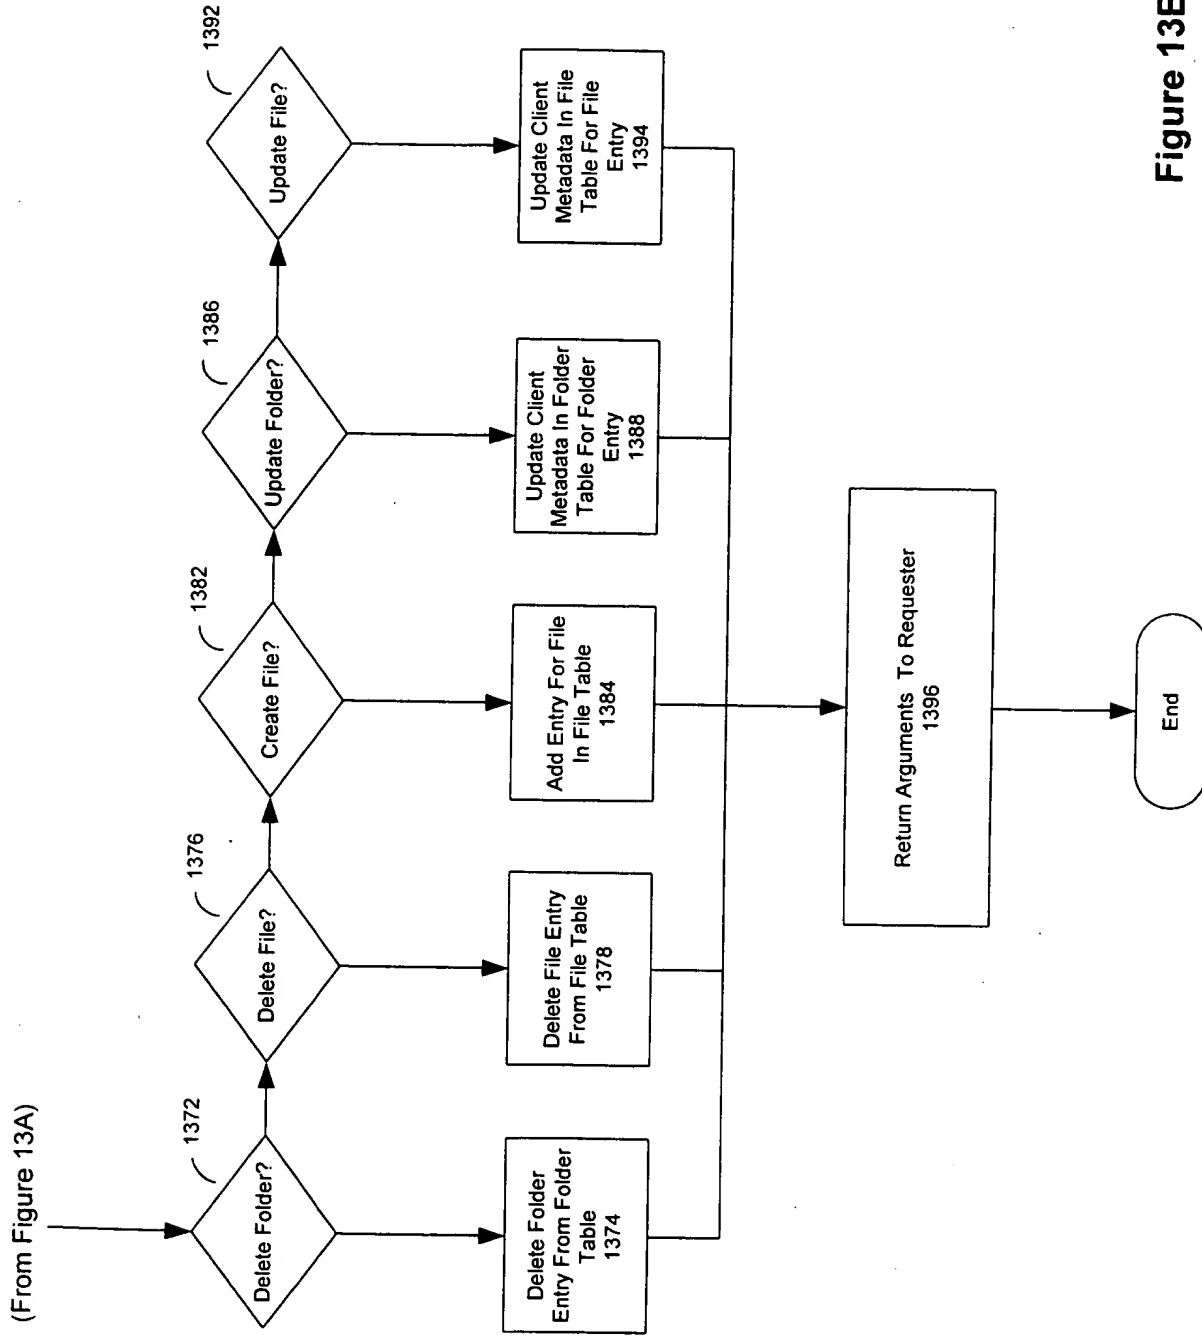 (From Figure 13A)
1372
Delete Folder?
1376
Delete File?
1382
Create File?
1386
Update Folder?
1392
Update File?
Delete Folder
Entry From Folder
Table
1374
Delete File Entry
From File Table
1378
Add Entry For File
In File Table
1384
Update Client
Metadata In Folder
Table For Folder
Entry
1388
Update Client
Metadata In File
Table For File
Entry
1394
Return Arguments To Requester
1396
End
Figure